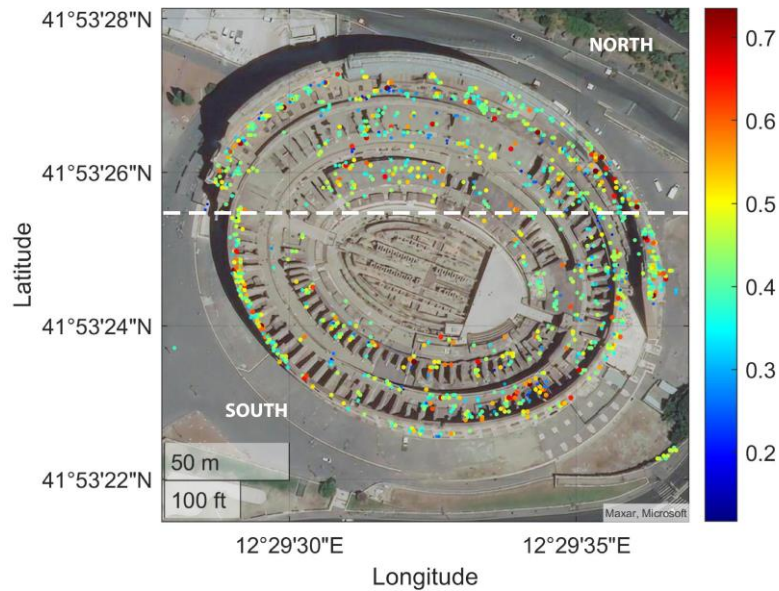 41°53'28"N
NORTH
0.7
41°53'26"N
0.6
0.5
Latitude
0.4
41°53'24"N
0.3
SOUTH
0.2
50 m
41°53'22"N
100 ft
Maxar, Microsoft
12°29'30"E
12°29'35"E
Longitude